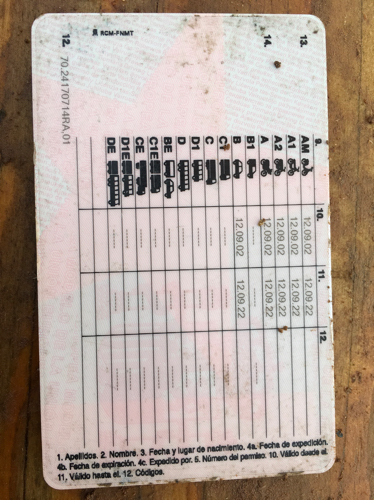 13.
14.
12. 70.24170714RA,01
RCM-FNMT
9. 10. 11. 12.
AM 12.09.02 12.09.22 ------
A1 12.09.02 12.09.22 ------
A2 12.09.02 12.09.22 ------
A 12.09.02 12.09.22 ------
B1 ------ ------ ------
B 12.09.02 12.09.22 ------
C1 ------ ------ ------
C ------ ------ ------
D1 ------ ------ ------
D ------ ------ ------
BE ------ ------ ------
C1E ------ ------ ------
CE ------ ------ ------
D1E ------ ------ ------
DE ------ ------ ------
1. Apellidos. 2. Nombre. 3. Fecha y lugar de nacimiento. 4a. Fecha de expedición.
4b. Fecha de expiración. 4c. Expedido por. 5. Número del permiso. 10. Válido desde el.
11. Válido hasta el. 12. Códigos.